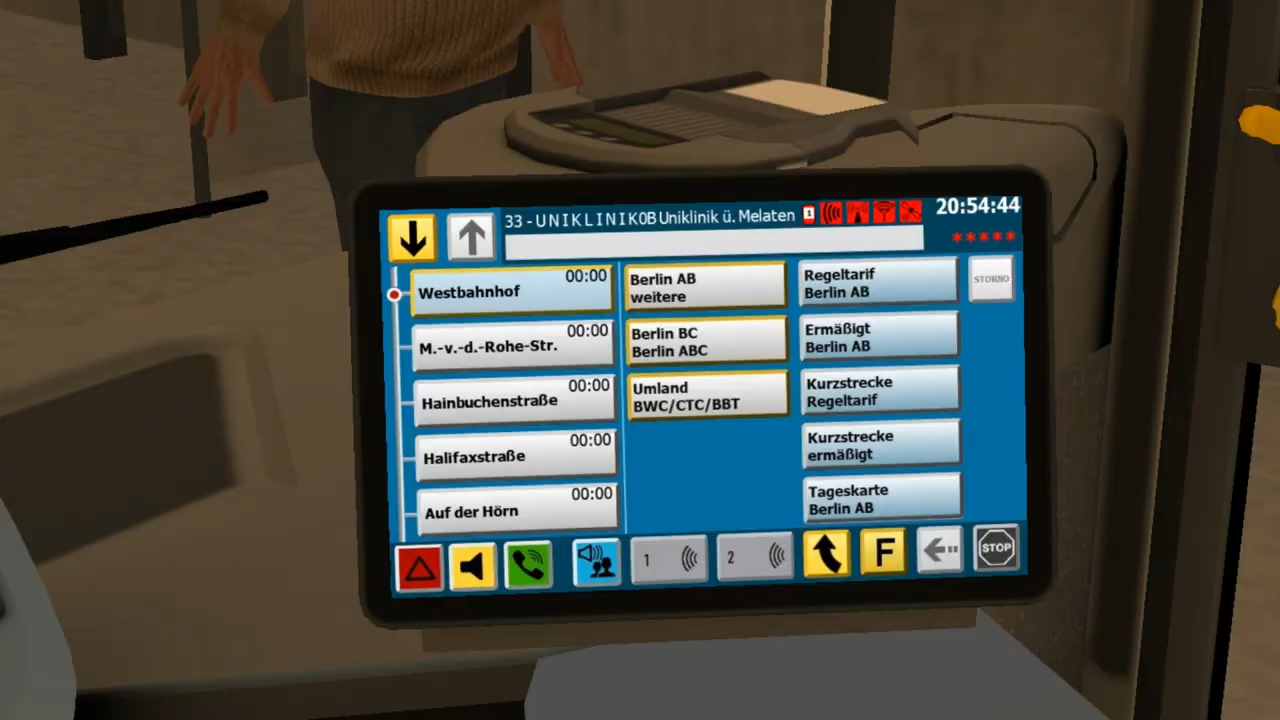 33 - U N I K L I N I K0B Uniklinik ü. Melaten
1
20:54:44
*****
00:00
Westbahnhof
00:00
M.-v.-d.-Rohe-Str.
00:00
Hainbuchenstraße
00:00
Halifaxstraße
00:00
Auf der Hörn
Berlin AB
weitere
Berlin BC
Berlin ABC
Umland
BWC/CTC/BBT
Regeltarif
Berlin AB
Ermäßigt
Berlin AB
Kurzstrecke
Regeltarif
Kurzstrecke
ermäßigt
Tageskarte
Berlin AB
STORNO
1
2
F
STOP